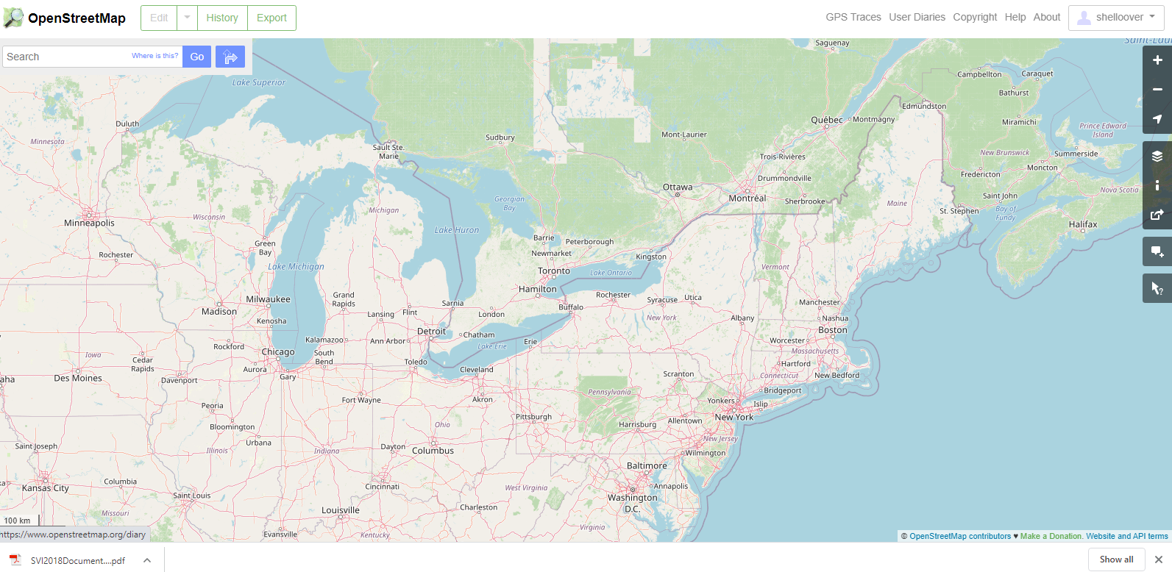 OpenStreetMap
Edit
History
Export
GPS Traces
User Diaries
Copyright
Help
About
shelloover
Search
Where is this?
Go
Lake Superior
Saguenay
Campbellton
Caraquet
Bathurst
Edmundston
Duluth
Minnesota
Sault Ste. Marie
Sudbury
Mont-Laurier
Québec
Montmagny
Miramichi
Prince Edward Island
Trois-Rivières
New Brunswick
Summerside
Moncton
Drummondville
Fredericton
Ottawa
Montréal
Sherbrooke
Maine
Saint John
Nova Scotia
St. Stephen
Bay of Fundy
Halifax
Minneapolis
Wisconsin
Michigan
Georgian Bay
Lake Huron
Barrie
Peterborough
Newmarket
Kingston
Rochester
Green Bay
Lake Michigan
Toronto
Lake Ontario
Vermont
Hamilton
Rochester
Syracuse
Utica
Milwaukee
Grand Rapids
Madison
Lansing
Flint
Sarnia
London
Buffalo
New York
Albany
Manchester
Nashua
Kenosha
Boston
Detroit
Chatham
Kalamazoo
Ann Arbor
Lake Erie
Erie
Worcester
Massachusetts
Rockford
Chicago
South Bend
Toledo
Iowa
Cedar Rapids
Aurora
Gary
Cleveland
Hartford
Connecticut
New Bedford
Des Moines
Davenport
Scranton
Bridgeport
aha
Fort Wayne
Akron
Pennsylvania
Yonkers
Islip
New York
Peoria
Pittsburgh
Allentown
Bloomington
Ohio
Harrisburg
New Jersey
Urbana
Saint Joseph
Illinois
Indiana
Dayton
Columbus
Wilmington
Baltimore
Kansas City
Columbia
Cincinnati
West Virginia
Annapolis
Saint Louis
Washington D.C.
Charleston
Louisville
Missouri
Evansville
Kentucky
Virginia
100 km
https://www.openstreetmap.org/diary
© OpenStreetMap contributors ♥ Make a Donation. Website and API terms
SVI2018Document....pdf
Show all